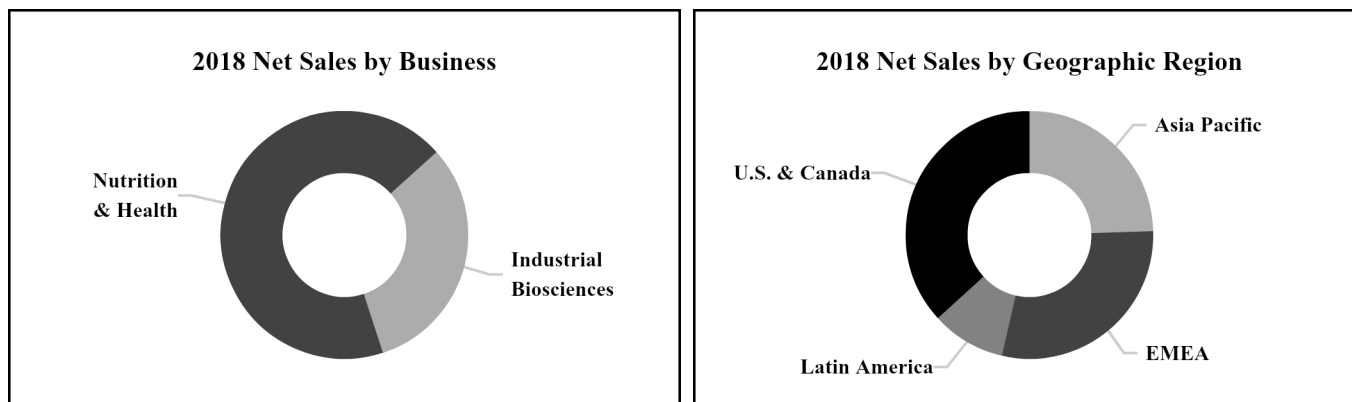 2018 Net Sales by Business
Nutrition
& Health
Industrial
Biosciences
2018 Net Sales by Geographic Region
Asia Pacific
U.S. & Canada
Latin America
EMEA